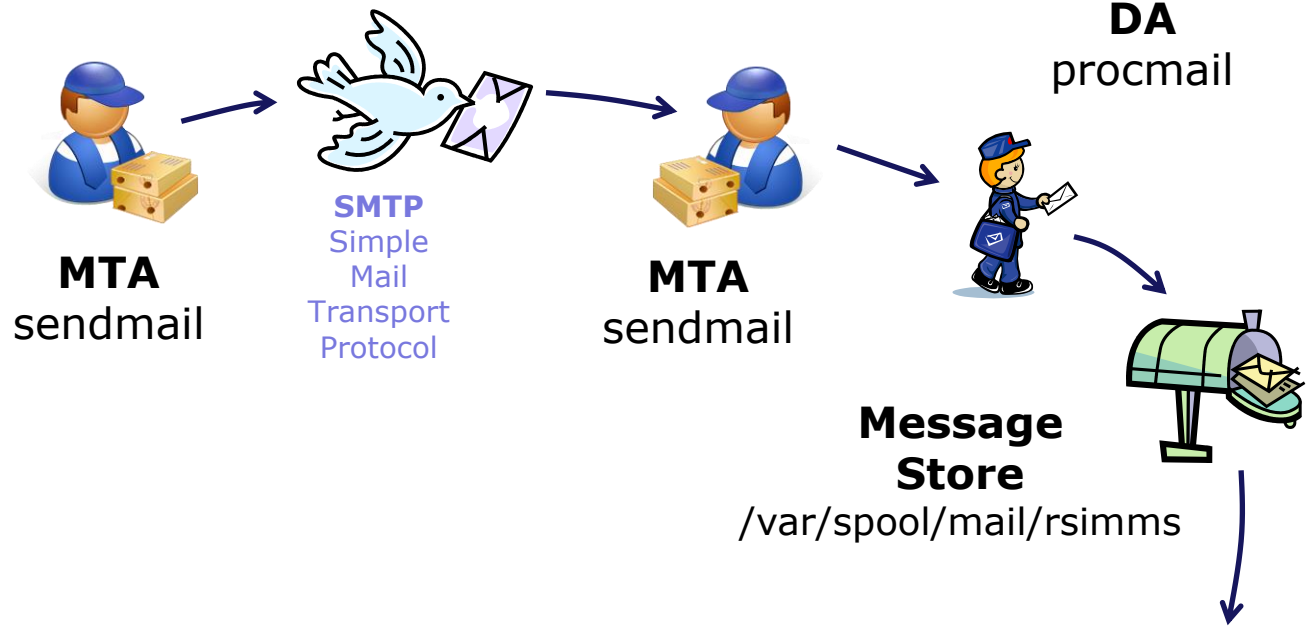 DA
procmail
SMTP
Simple
Mail
Transport
Protocol
MTA
sendmail
MTA
sendmail
Message
Store
/var/spool/mail/rsimms